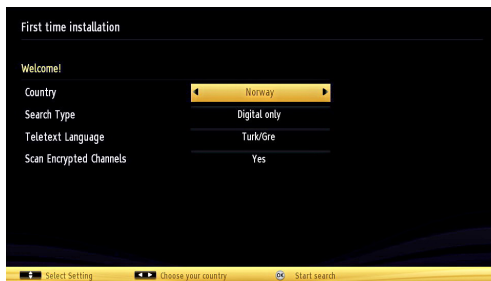 First time installation
Welcome!
Country Norway
Search Type Digital only
Teletext Language Turk/Gre
Scan Encrypted Channels Yes
Select Setting Choose your country OK Start search